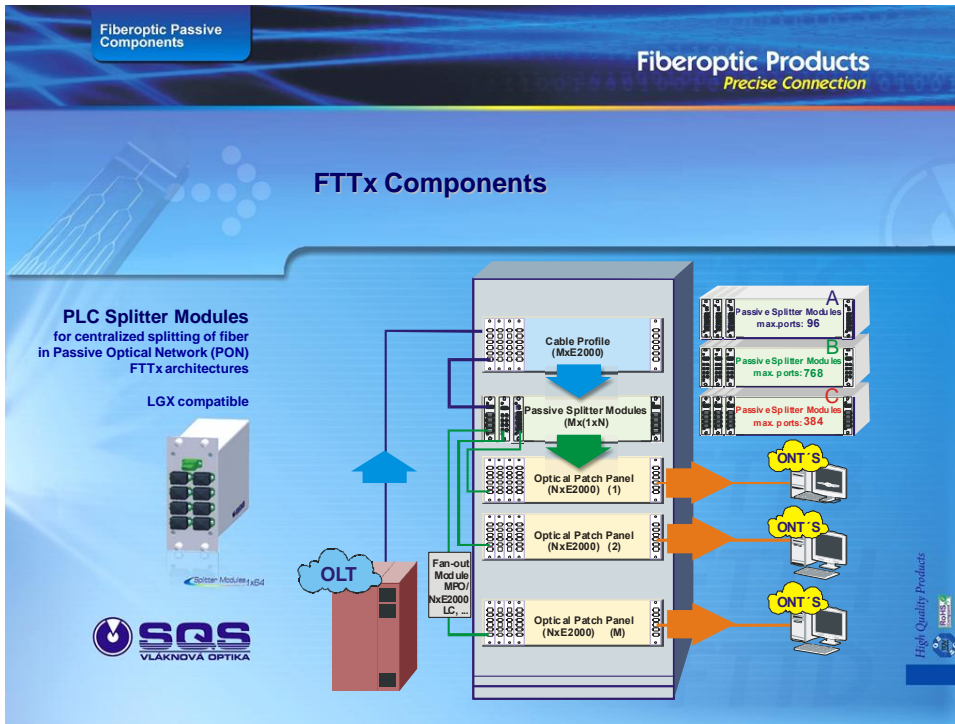 Fiberoptic Passive
Components
Fiberoptic Products
Precise Connection
FTTx Components
PLC Splitter Modules
for centralized splitting of fiber
in Passive Optical Network (PON)
FTTx architectures
LGX compatible
Splitter Modules 1x64
SQS
VLÁKNOVÁ OPTIKA
OLT
Fan-out
Module
MPO/
NxE2000
LC, ...
Cable Profile
(MxE2000)
Passive Splitter Modules
(Mx(1xN)
Optical Patch Panel
(NxE2000) (1)
Optical Patch Panel
(NxE2000) (2)
Optical Patch Panel
(NxE2000) (M)
A
Passive Splitter Modules
max.ports: 96
B
Passive Splitter Modules
max. ports: 768
C
Passive Splitter Modules
max. ports: 384
ONT´S
ONT´S
ONT´S
High Quality Products
RoHS